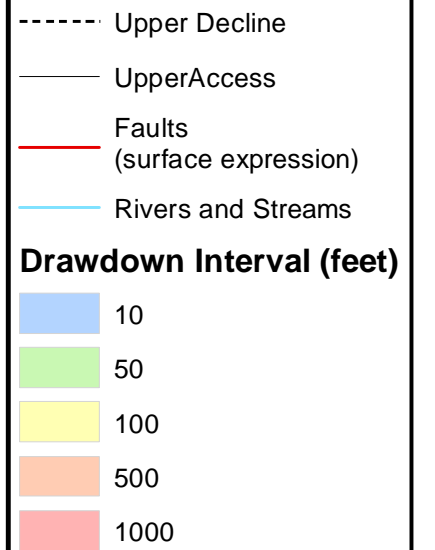 Upper Decline
UpperAccess
Faults
(surface expression)
Rivers and Streams
Drawdown Interval (feet)
10
50
100
500
1000